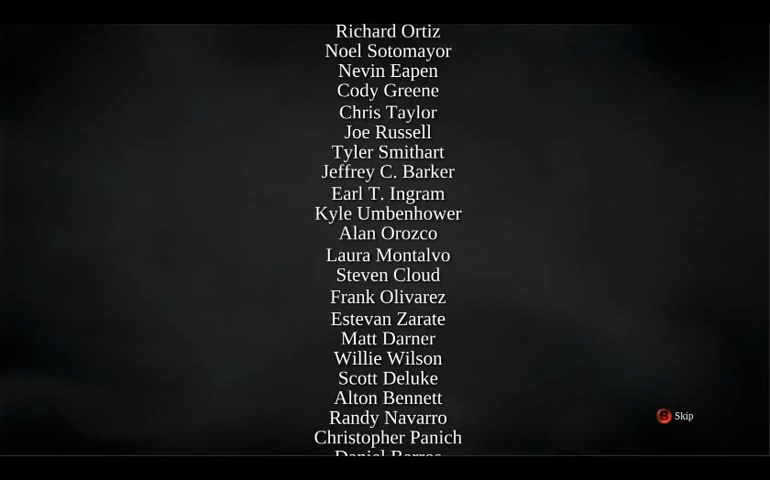 Richard Ortiz
Noel Sotomayor
Nevin Eapen
Cody Greene
Chris Taylor
Joe Russell
Tyler Smithart
Jeffrey C. Barker
Earl T. Ingram
Kyle Umbenhower
Alan Orozco
Laura Montalvo
Steven Cloud
Frank Olivarez
Estevan Zarate
Matt Darner
Willie Wilson
Scott Deluke
Alton Bennett
Randy Navarro
B Skip
Christopher Panich
Daniel Barros